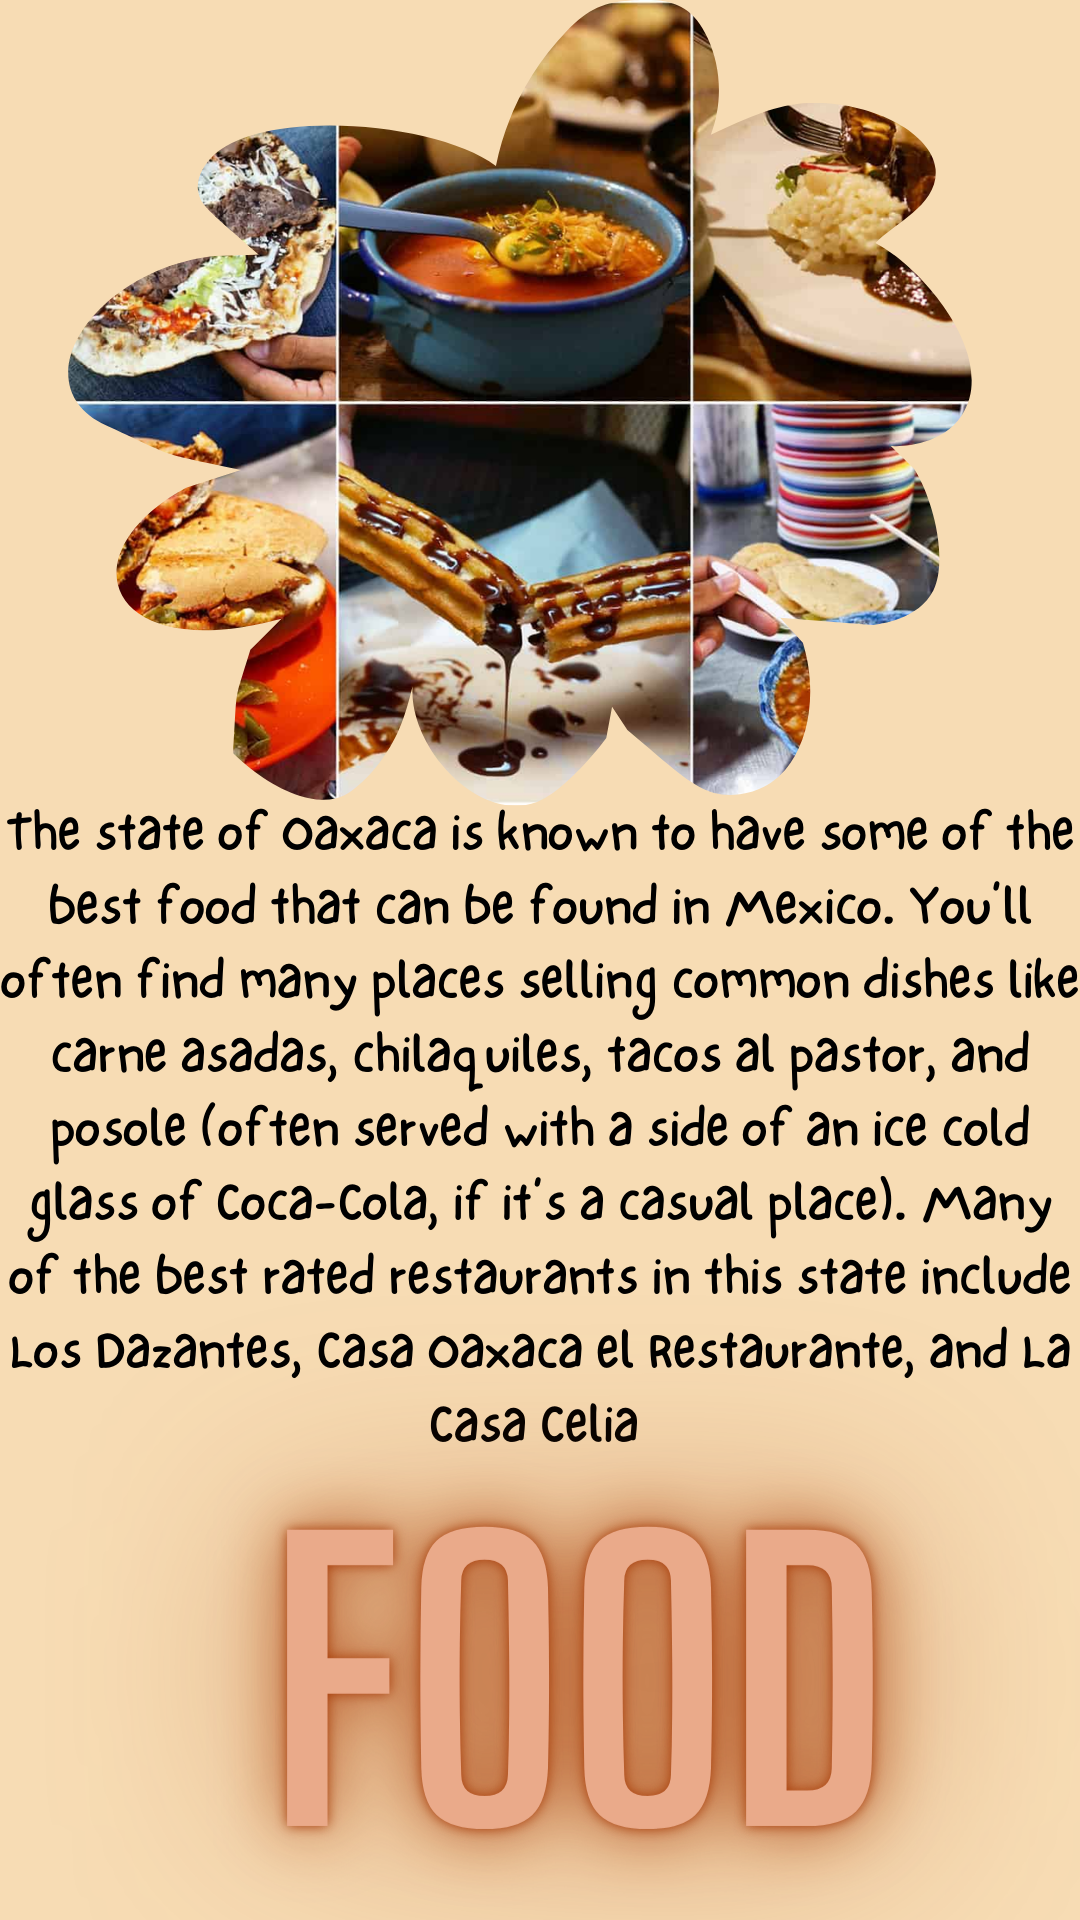 The state of Oaxaca is known to have some of the
best food that can be found in Mexico. You'll
often find many places selling common dishes like
carne asadas, chilaquiles, tacos al pastor, and
posole (often served with a side of an ice cold
glass of Coca-Cola, if it's a casual place). Many
of the best rated restaurants in this state include
Los Dazantes, Casa Oaxaca el Restaurante, and La
Casa Celia
FOOD